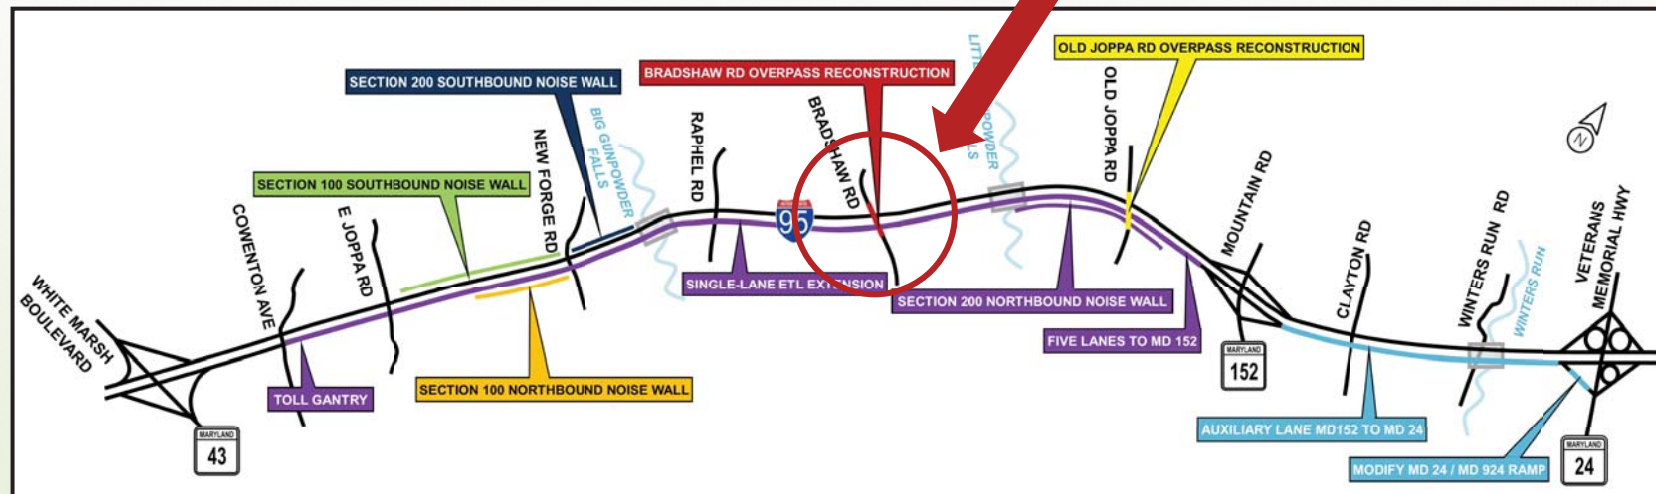 OLD JOPPA RD OVERPASS RECONSTRUCTION
BRADSHAW RD OVERPASS RECONSTRUCTION
SECTION 200 SOUTHBOUND NOISE WALL
SECTION 100 SOUTHBOUND NOISE WALL
WHITE MARSH
BOULEVARD
COWENTON AVE
E JOPPA RD
NEW FORGE RD
BIG GUNPOWDER
FALLS
RAPHEL RD
BRADSHAW RD
95
OLD JOPPA RD
MOUNTAIN RD
CLAYTON RD
WINTERS RUN RD
WINTERS RUN
VETERANS
MEMORIAL HWY
N
SINGLE-LANE ETL EXTENSION
SECTION 200 NORTHBOUND NOISE WALL
FIVE LANES TO MD 152
MARYLAND
152
SECTION 100 NORTHBOUND NOISE WALL
TOLL GANTRY
AUXILIARY LANE MD152 TO MD 24
MODIFY MD 24 / MD 924 RAMP
MARYLAND
43
MARYLAND
24